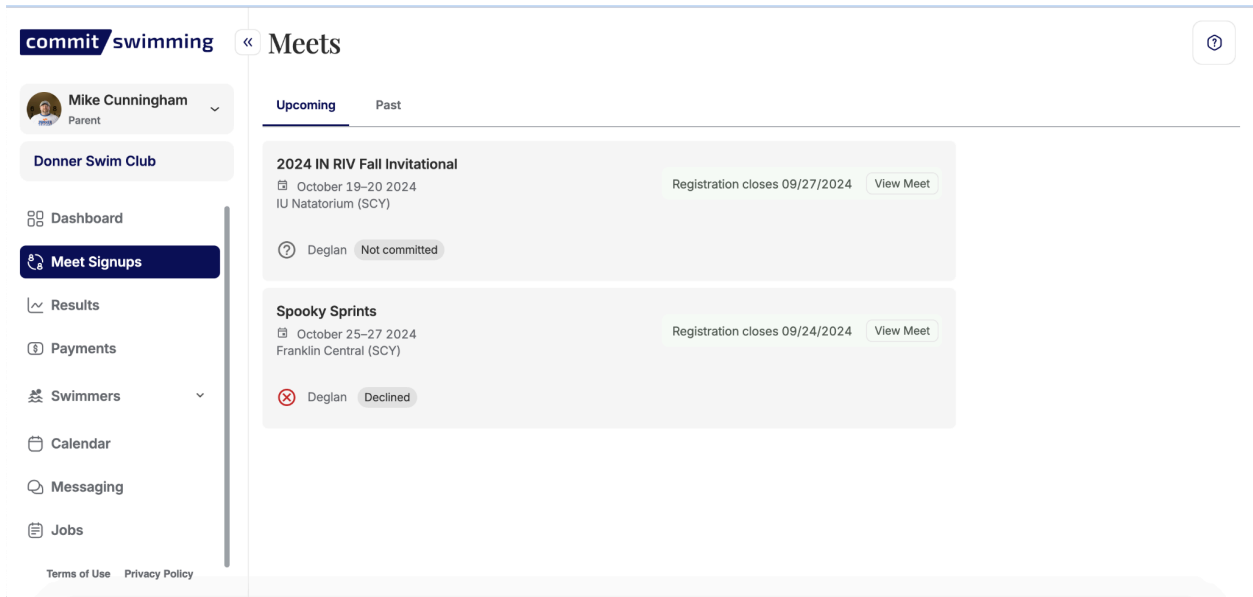 commit/swimming
«
Meets
Mike Cunningham
Parent
Donner Swim Club
Dashboard
Meet Signups
Results
Payments
Swimmers
Calendar
Messaging
Jobs
Terms of Use Privacy Policy
Upcoming Past
2024 IN RIV Fall Invitational
October 19–20 2024
IU Natatorium (SCY)
Registration closes 09/27/2024 View Meet
Deglan Not committed
Spooky Sprints
October 25–27 2024
Franklin Central (SCY)
Registration closes 09/24/2024 View Meet
Deglan Declined